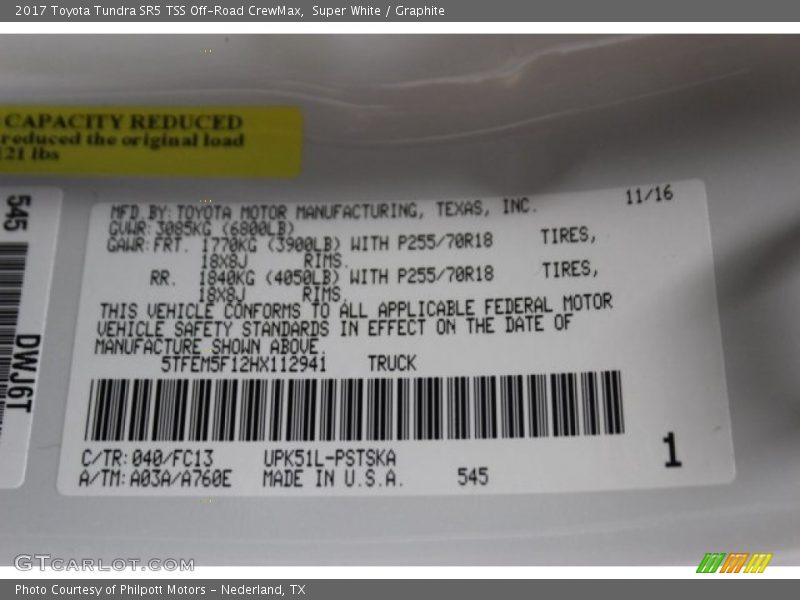 2017 Toyota Tundra SR5 TSS Off-Road CrewMax, Super White / Graphite
CAPACITY REDUCED
reduced the original load
121 lbs
545
DWJ6T
11/16
MFD. BY: TOYOTA MOTOR MANUFACTURING, TEXAS, INC.
GVWR: 3085KG (6800LB)
GAWR: FRT. 1770KG (3900LB) WITH P255/70R18 TIRES,
18X8J RIMS.
RR. 1840KG (4050LB) WITH P255/70R18 TIRES,
18X8J RIMS.
THIS VEHICLE CONFORMS TO ALL APPLICABLE FEDERAL MOTOR
VEHICLE SAFETY STANDARDS IN EFFECT ON THE DATE OF
MANUFACTURE SHOWN ABOVE.
5TFEM5F12HX112941 TRUCK
C/TR: 040/FC13 UPK51L-PSTSKA
A/TM: A03A/A760E MADE IN U.S.A. 545
1
GTCARLOT.COM
Photo Courtesy of Philpott Motors - Nederland, TX